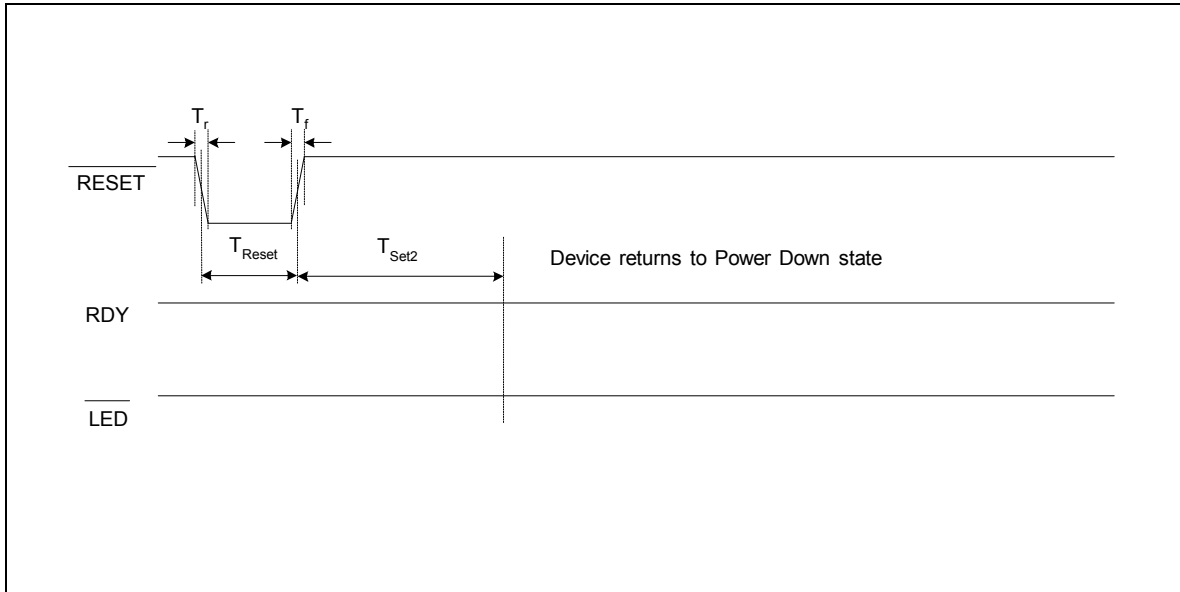 Tr
Tf
RESET
TReset
TSet2
Device returns to Power Down state
RDY
LED